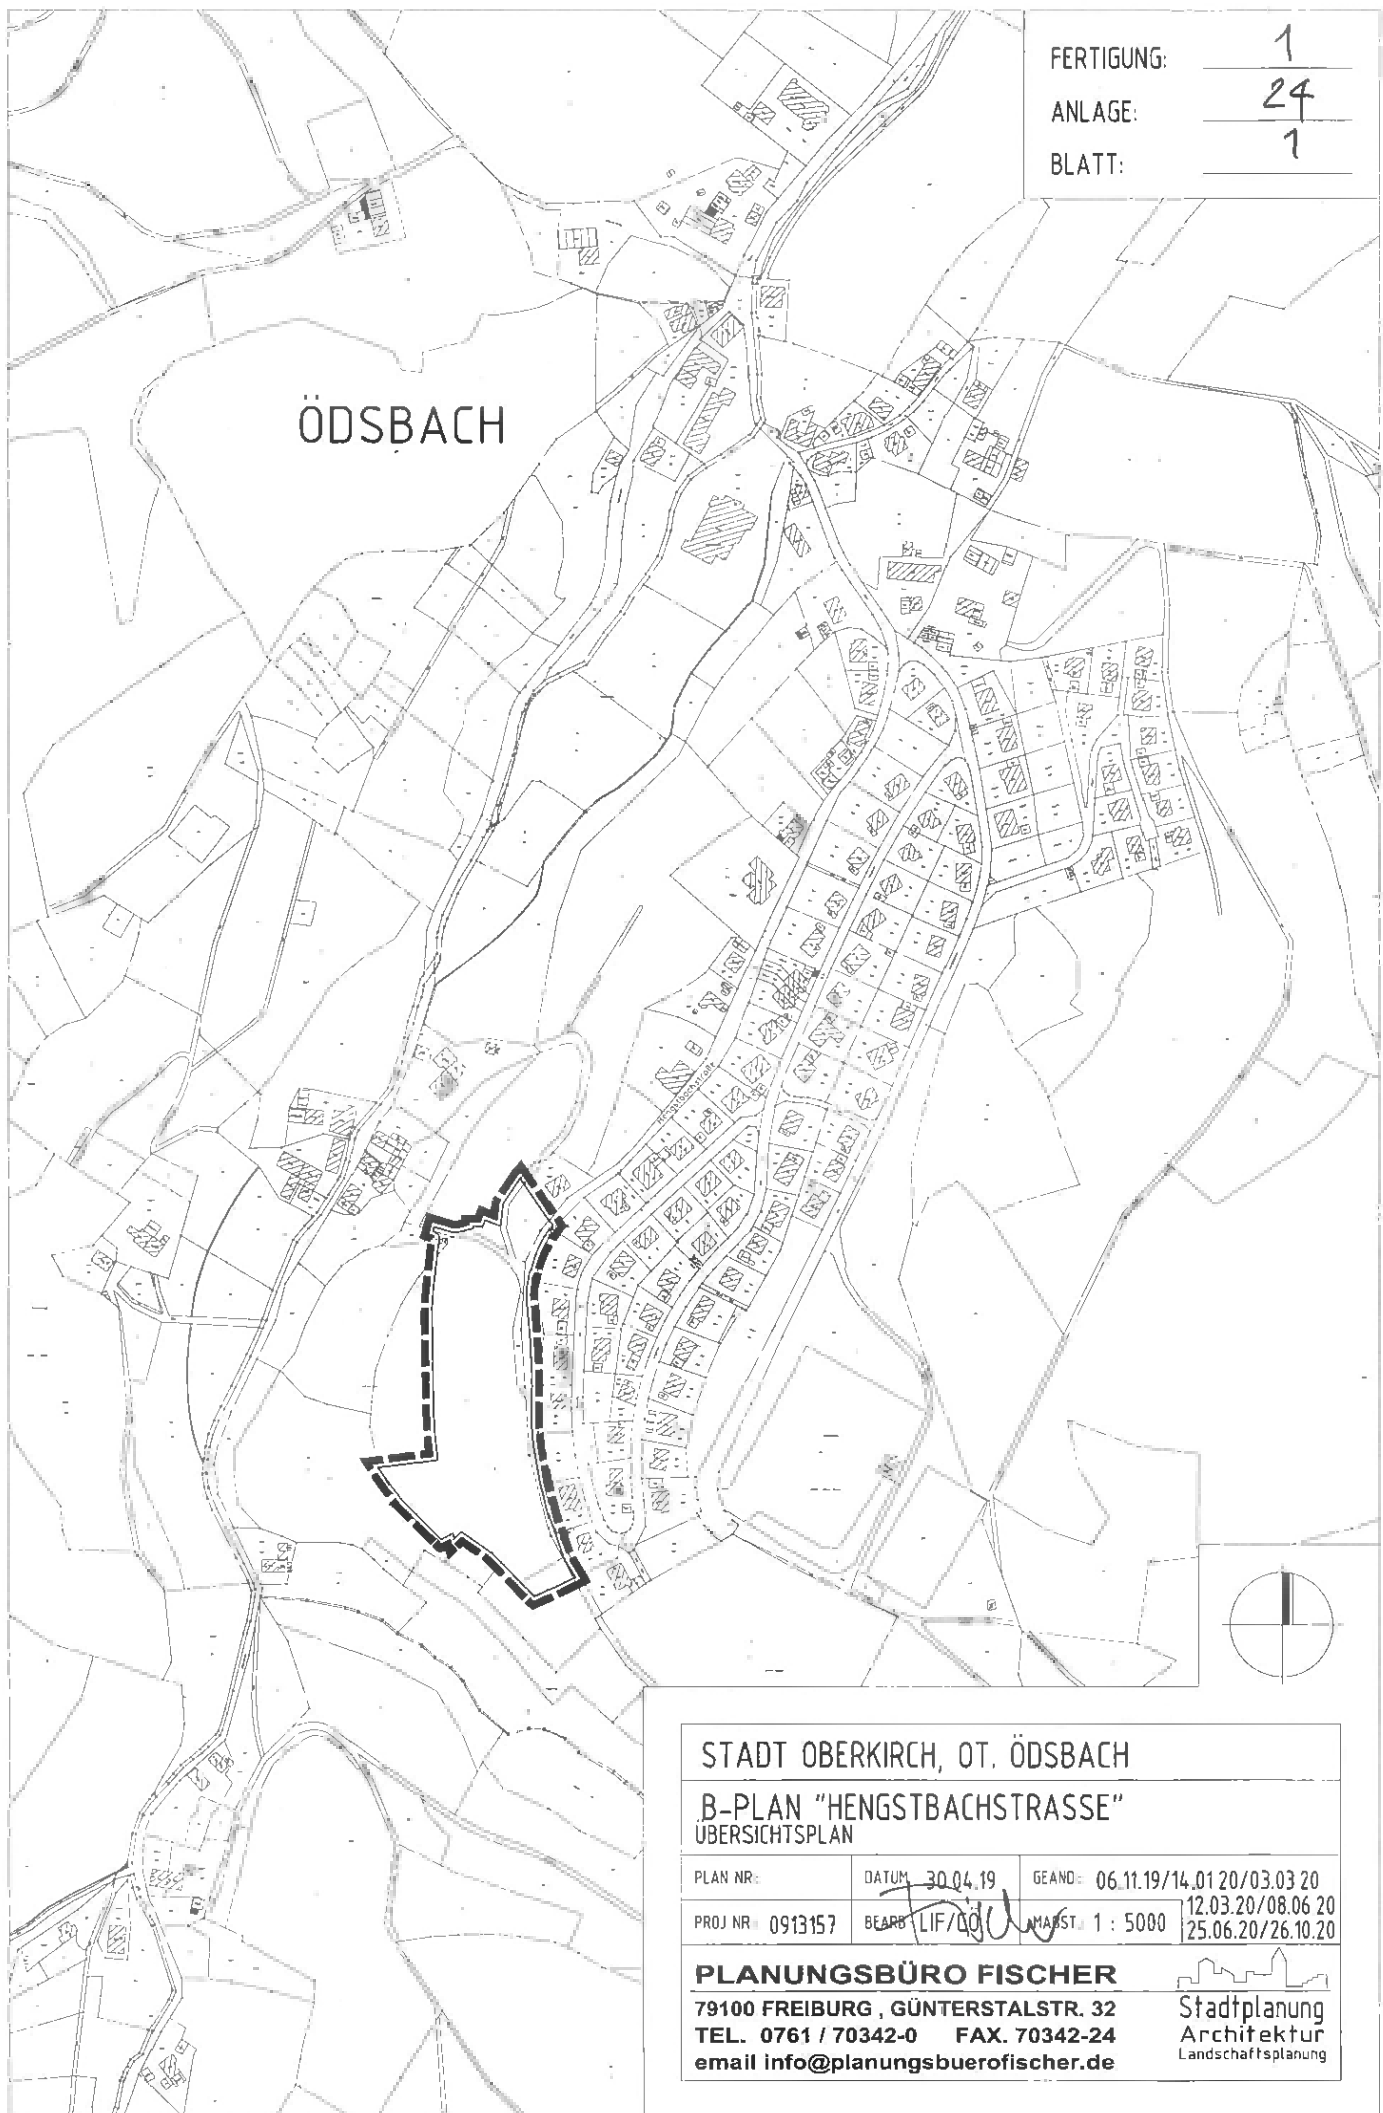 FERTIGUNG: 1
ANLAGE: 24
BLATT: 1
ÖDSBACH
Hengstbachstraße
STADT OBERKIRCH, OT. ÖDSBACH
B-PLAN "HENGSTBACHSTRASSE"
ÜBERSICHTSPLAN
PLAN NR: DATUM 30.04.19 GEÄND: 06.11.19/14.01.20/03.03.20
12.03.20/08.06.20
PROJ NR 0913157 BEARB LIF/ MABST. 1 : 5000 25.06.20/26.10.20
PLANUNGSBÜRO FISCHER
79100 FREIBURG , GÜNTERSTALSTR. 32
TEL. 0761 / 70342-0 FAX. 70342-24
email info@planungsbuerofischer.de
Stadtplanung
Architektur
Landschaftsplanung